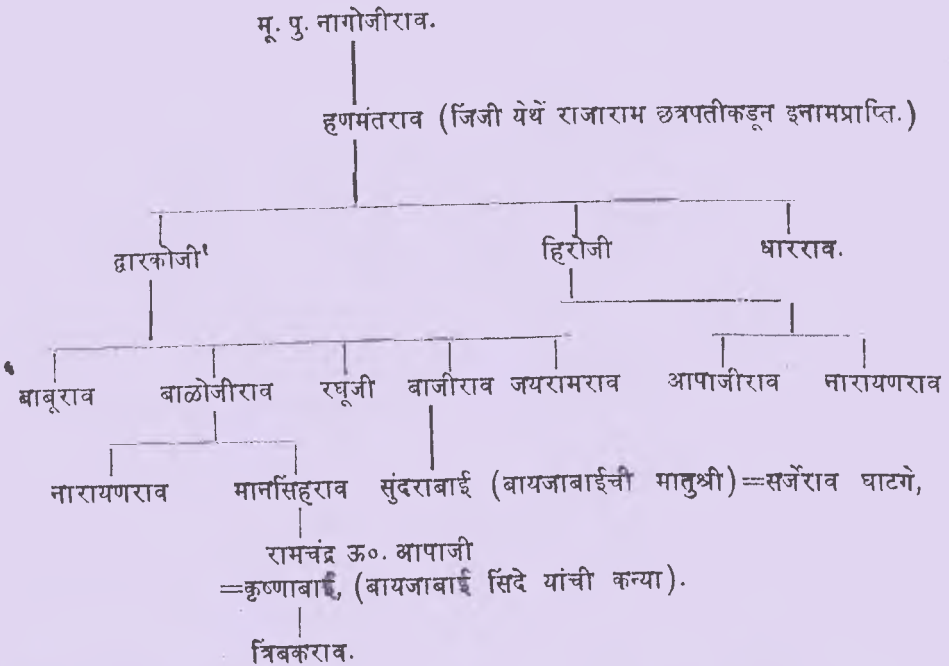 मू. पु. नागोजीराव.
हणमंतराव (जिंजी येथें राजाराम छत्रपतीकडून इनामप्राप्ति.)
द्वारकोजी¹ हिरोजी धारराव.
बाबूराव बाळोजीराव रघूजी बाजीराव जयरामराव आपाजीराव नारायणराव
नारायणराव मानसिंहराव सुंदराबाई (बायजाबाईची मातुश्री)=सर्जेराव घाटगे,
रामचंद्र ऊ०. आपाजी
=कृष्णाबाई, (बायजाबाई सिंदे यांची कन्या).
त्रिंबकराव.